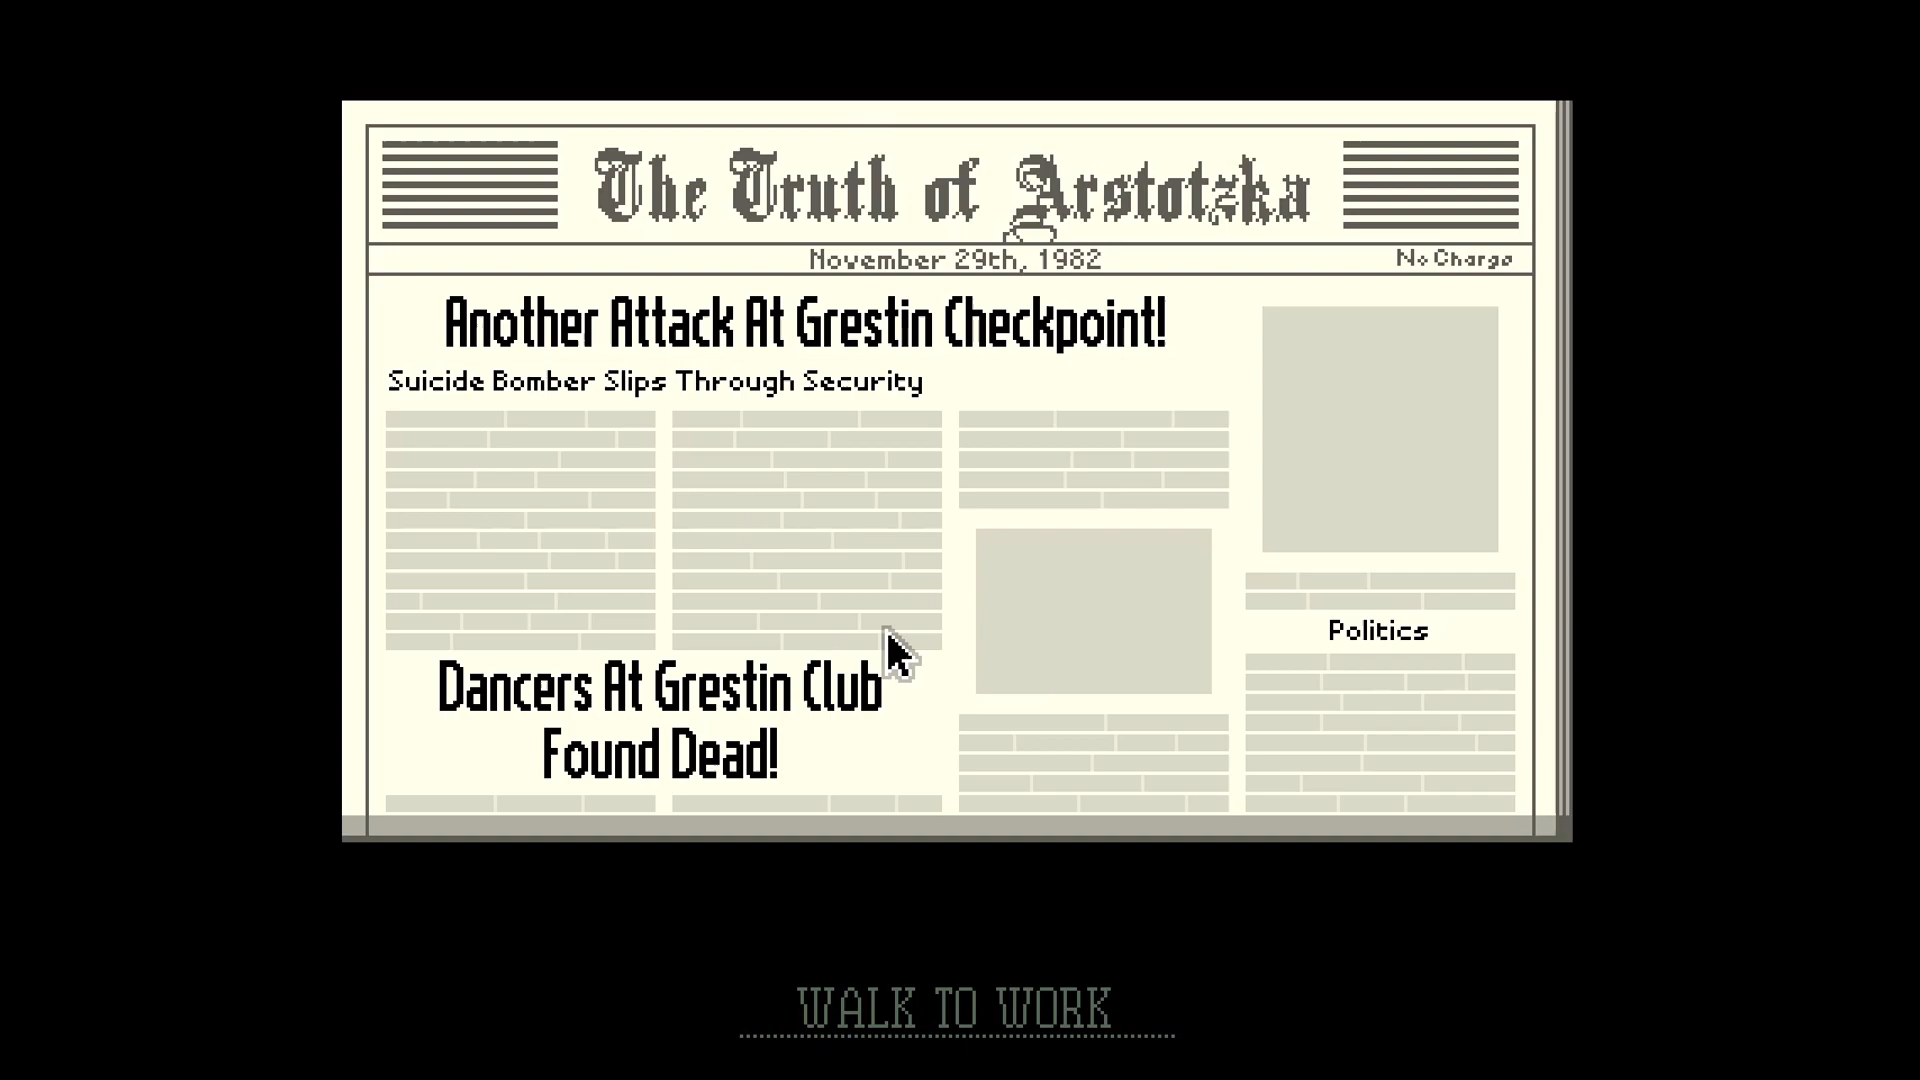 The Truth of Arstotzka
November 29th, 1982
No Charge
Another Attack At Grestin Checkpoint!
Suicide Bomber Slips Through Security
Politics
Dancers At Grestin Club
Found Dead!
WALK TO WORK